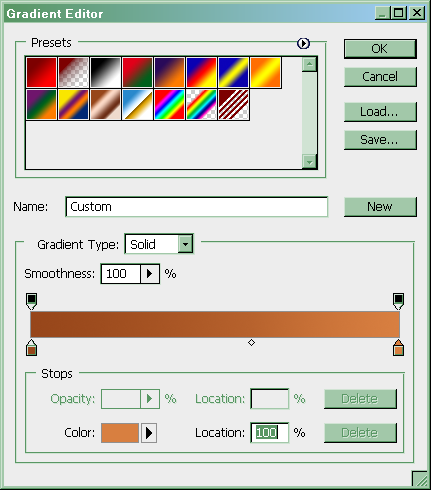 Gradient Editor
Presets
OK
Cancel
Load...
Save...
Name: Custom New
Gradient Type: Solid
Smoothness: 100 %
Stops
Opacity: % Location: % Delete
Color: Location: 100 % Delete